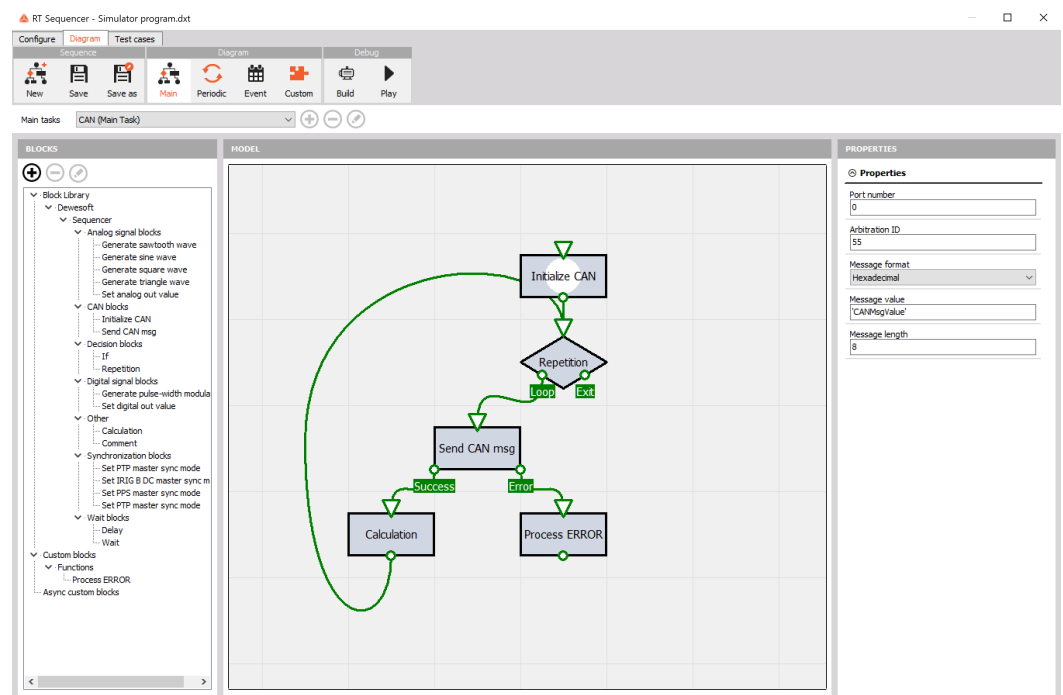 RT Sequencer - Simulator program.dxt
Configure Diagram Test cases
Sequence Diagram Debug
New Save Save as Main Periodic Event Custom Build Play
Main tasks CAN (Main Task)
BLOCKS
Block Library
Dewesoft
Sequencer
Analog signal blocks
Generate sawtooth wave
Generate sine wave
Generate square wave
Generate triangle wave
Set analog out value
CAN blocks
Initialize CAN
Send CAN msg
Decision blocks
If
Repetition
Digital signal blocks
Generate pulse-width modula
Set digital out value
Other
Calculation
Comment
Synchronization blocks
Set PTP master sync mode
Set IRIG B DC master sync m
Set PPS master sync mode
Set PTP master sync mode
Wait blocks
Delay
Wait
Custom blocks
Functions
Process ERROR
Async custom blocks
MODEL
Initialize CAN
Repetition
Loop Exit
Send CAN msg
Success Error
Calculation Process ERROR
PROPERTIES
Properties
Port number
0
Arbitration ID
55
Message format
Hexadecimal
Message value
'CANMsgValue'
Message length
8